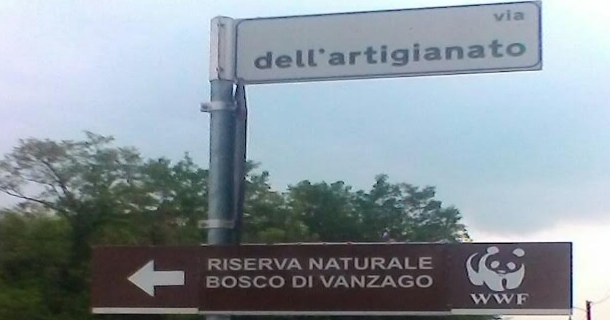 via
dell'artigianato
RISERVA NATURALE
BOSCO DI VANZAGO
WWF